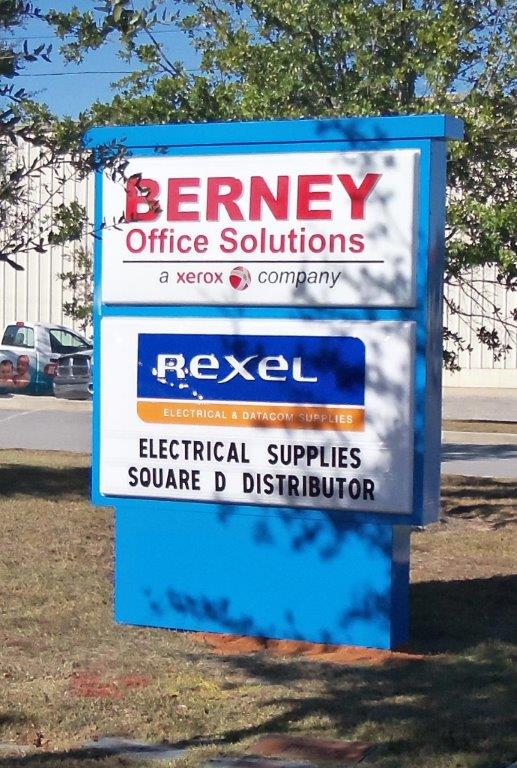 BERNEY
Office Solutions
a xerox company
REXEL
ELECTRICAL & DATACOM SUPPLIES
ELECTRICAL SUPPLIES
SQUARE D DISTRIBUTOR